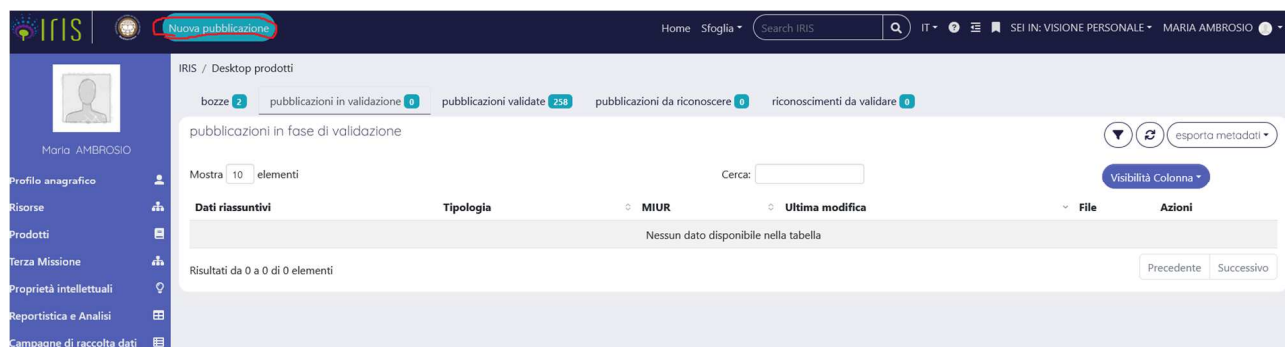 IRIS
Nuova pubblicazione
Home Sfoglia Search IRIS IT SEI IN: VISIONE PERSONALE MARIA AMBROSIO
IRIS / Desktop prodotti
bozze 2 pubblicazioni in validazione 0 pubblicazioni validate 258 pubblicazioni da riconoscere 0 riconoscimenti da validare 0
pubblicazioni in fase di validazione
esporta metadati
Maria AMBROSIO
Mostra 10 elementi
Cerca:
Visibilità Colonna
Profilo anagrafico
Risorse
Prodotti
Terza Missione
Proprietà intellettuali
Reportistica e Analisi
Campagne di raccolta dati
Dati riassuntivi Tipologia MIUR Ultima modifica File Azioni
Nessun dato disponibile nella tabella
Risultati da 0 a 0 di 0 elementi
Precedente Successivo